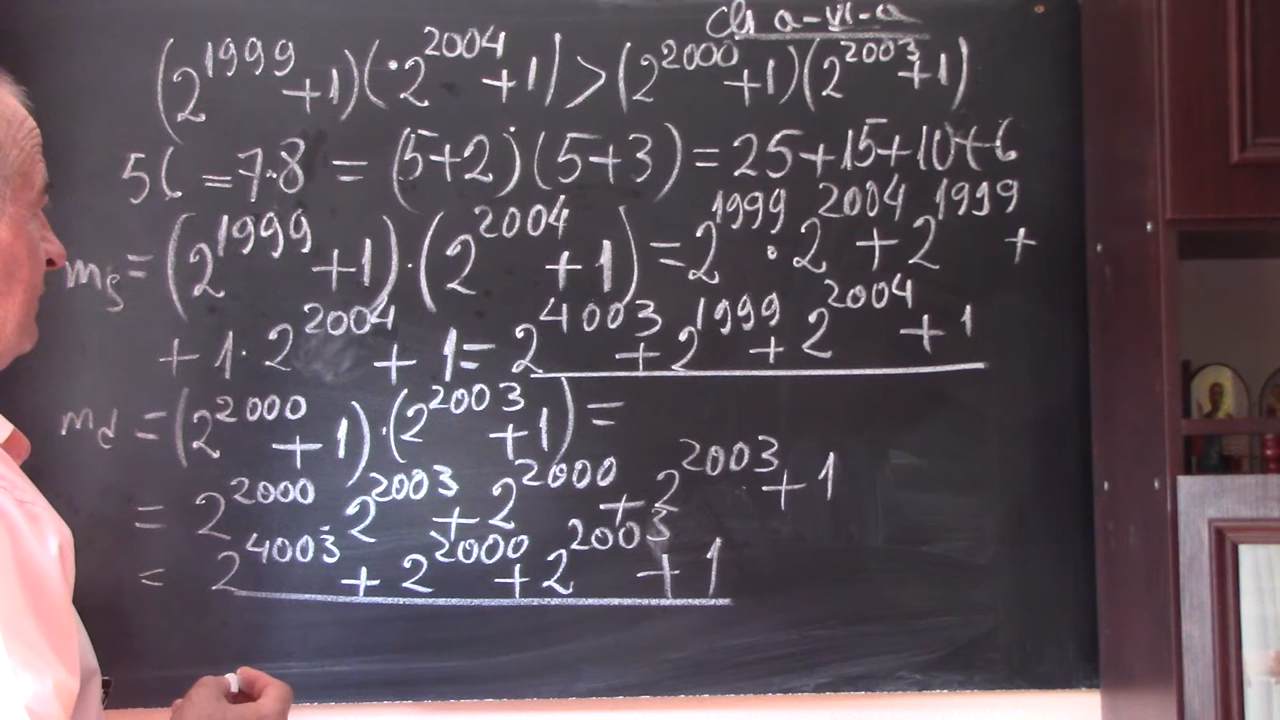 Cls a-VI-a
(2^1999+1)(·2^2004+1)>(2^2000+1)(2^2003+1)
56=7·8=(5+2)(5+3)=25+15+10+6
ms=(2^1999+1)·(2^2004+1)=2^1999·2^2004+2^1999+
+1·2^2004+1=2^4003+2^1999+2^2004+1
md=(2^2000+1)·(2^2003+1)=
=2^2000·2^2003+2^2000+2^2003+1
=2^4003+2^2000+2^2003+1